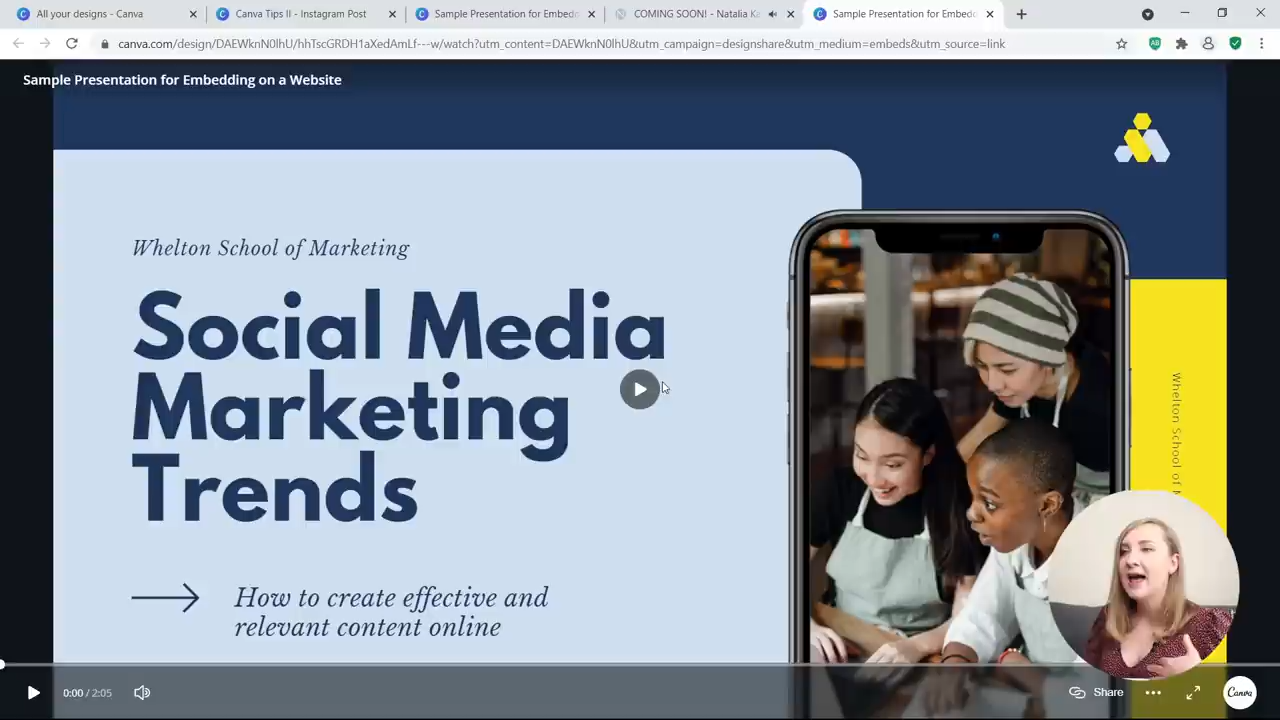 All your designs - Canva
Canva Tips II - Instagram Post
Sample Presentation for Embedd
COMING SOON! - Natalia Ka
Sample Presentation for Embedd
canva.com/design/DAEWknN0lhU/hhTscGRDH1aXedAmLf---w/watch?utm_content=DAEWknN0lhU&utm_campaign=designshare&utm_medium=embeds&utm_source=link
Sample Presentation for Embedding on a Website
Whelton School of Marketing
Social Media
Marketing
Trends
How to create effective and
relevant content online
Whelton School of
0:00 / 2:05
Share
Canva